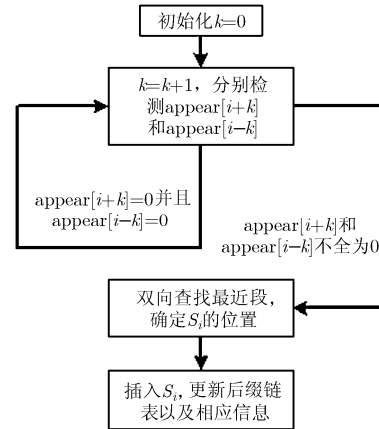 初始化k=0
k=k+1，分别检
测appear[i+k]
和appear[i−k]
appear[i+k]=0并且
appear[i−k]=0
appear[i+k]和
appear[i−k]不全为0
双向查找最近段，
确定Si的位置
插入Si, 更新后缀链
表以及相应信息